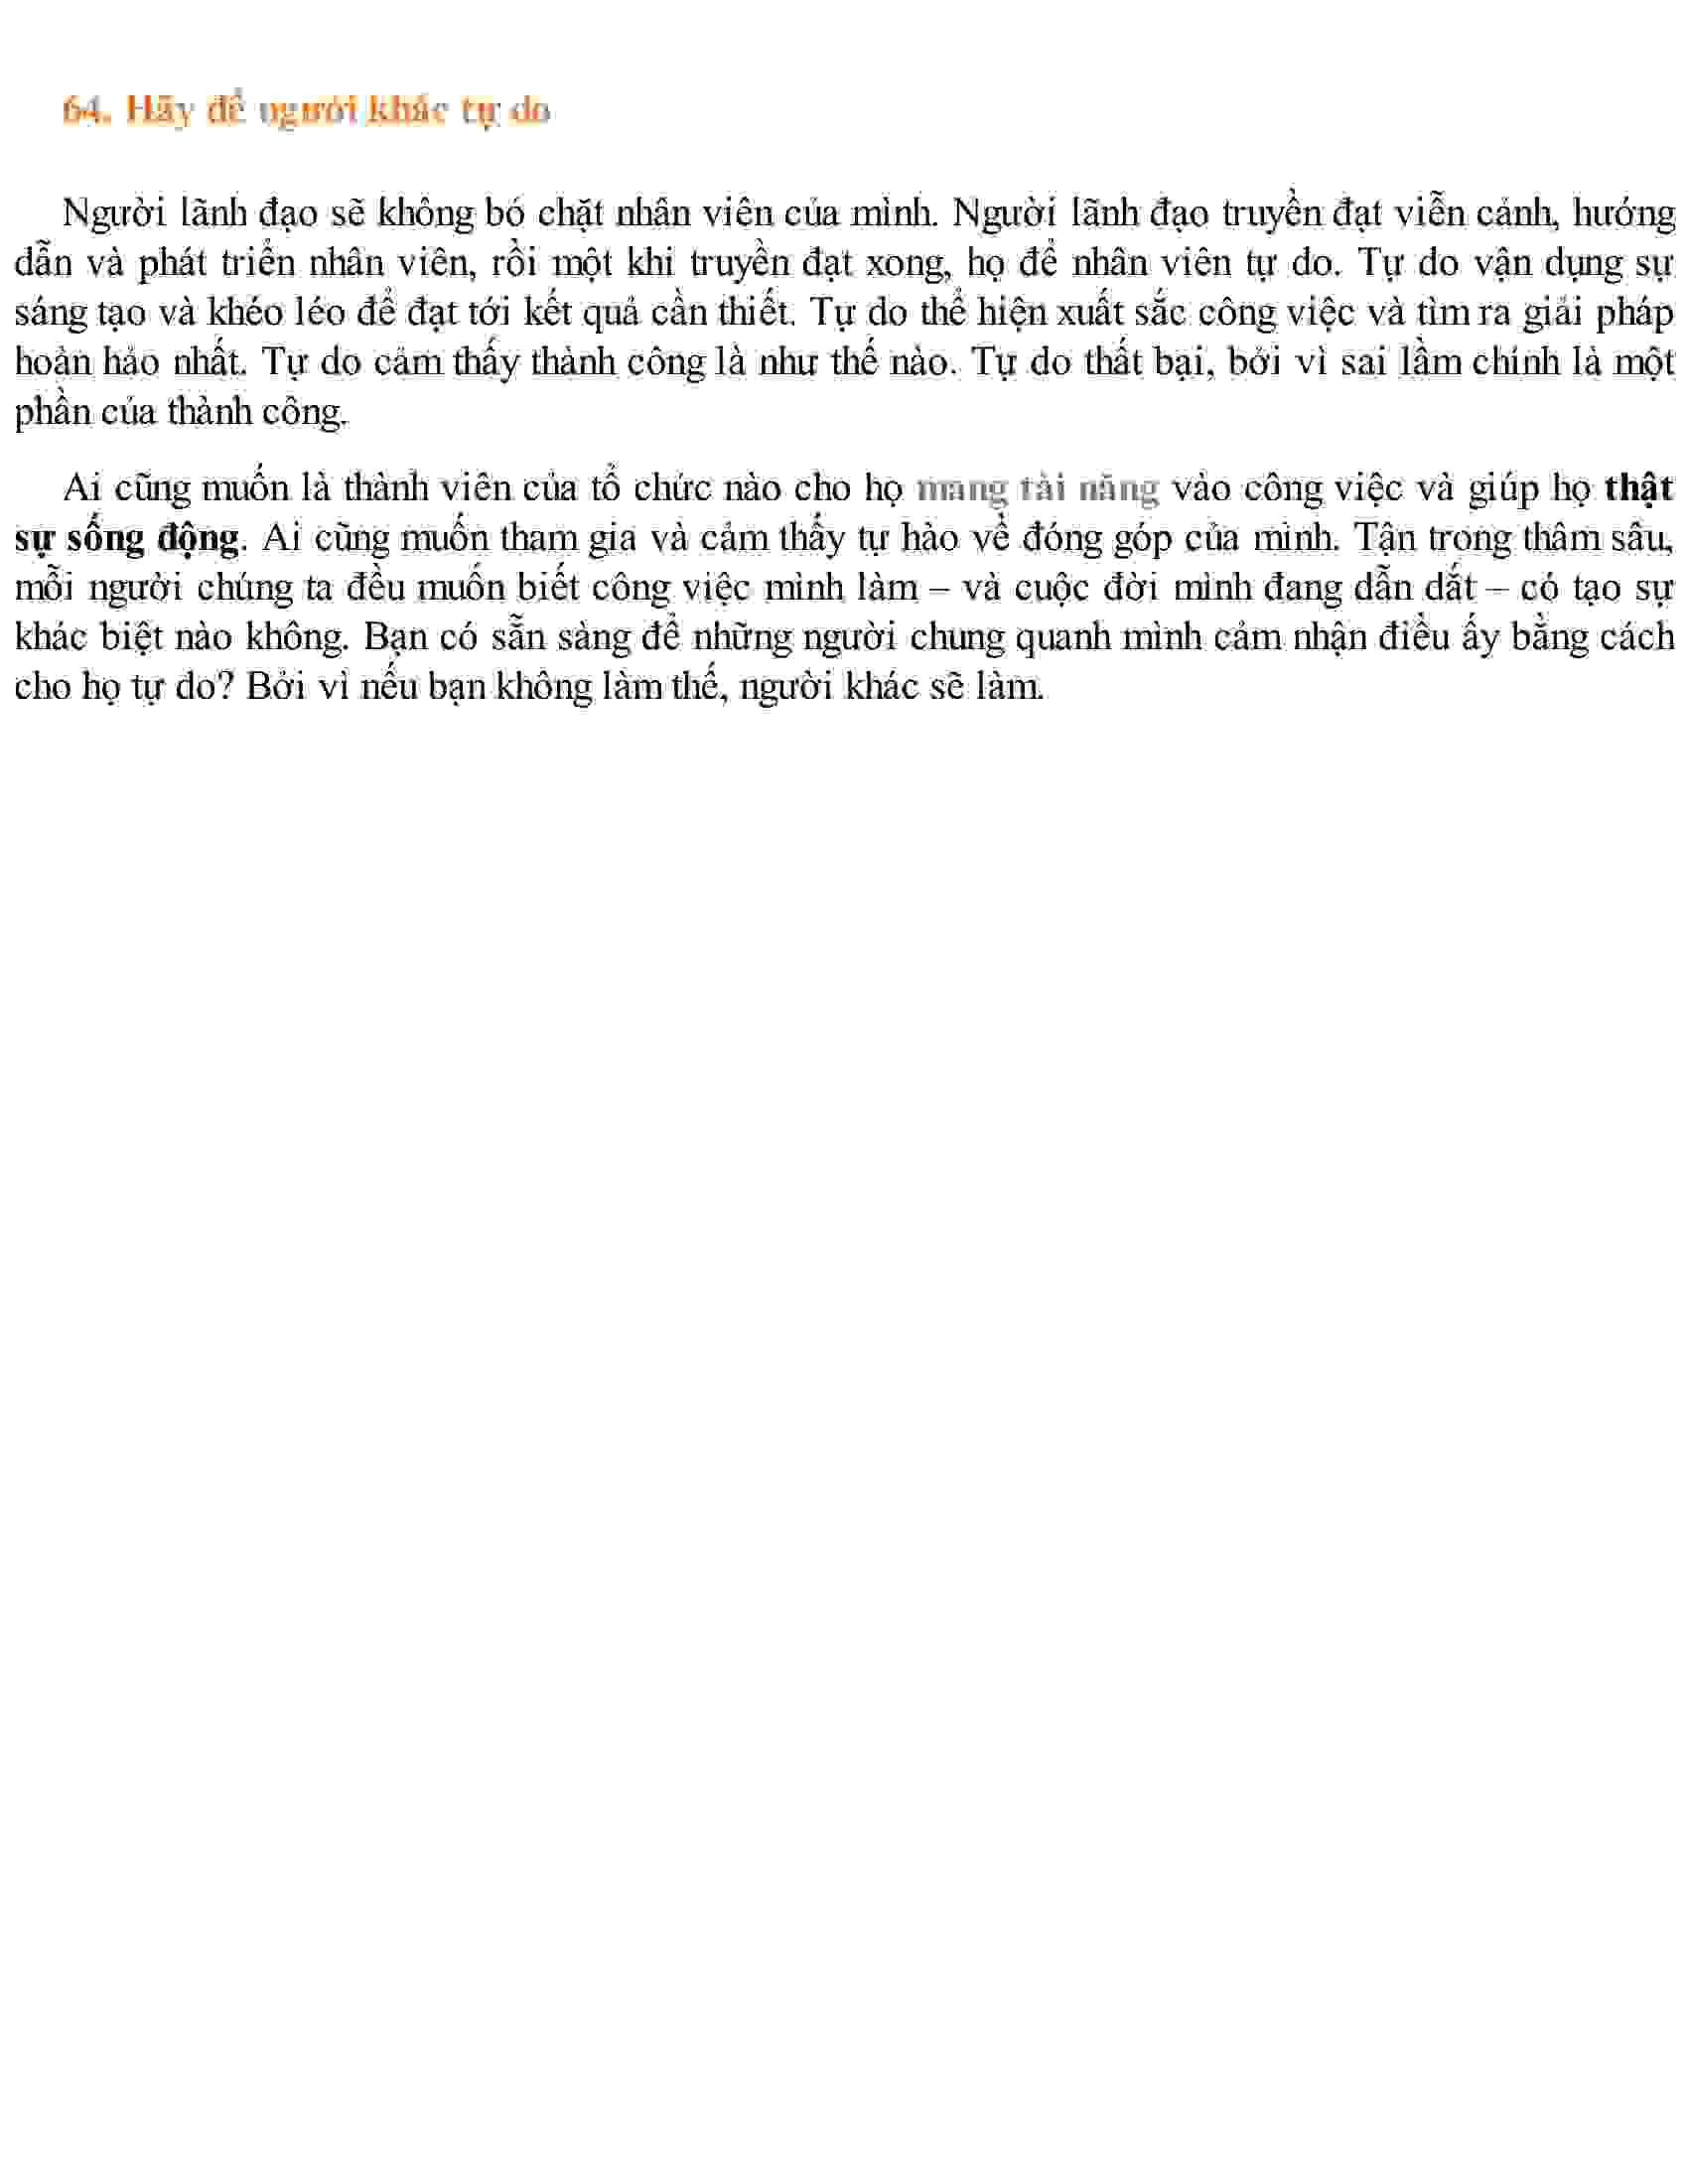 64. Hãy để người khác tự do
Người lãnh đạo sẽ không bó chặt nhân viên của mình. Người lãnh đạo truyền đạt viễn cảnh, hướng
dẫn và phát triển nhân viên, rồi một khi truyền đạt xong, họ để nhân viên tự do. Tự do vận dụng sự
sáng tạo và khéo léo để đạt tới kết quả cần thiết. Tự do thể hiện xuất sắc công việc và tìm ra giải pháp
hoàn hảo nhất. Tự do cảm thấy thành công là như thế nào. Tự do thất bại, bởi vì sai lầm chính là một
phần của thành công.
Ai cũng muốn là thành viên của tổ chức nào cho họ mang tài năng vào công việc và giúp họ thật
sự sống động. Ai cũng muốn tham gia và cảm thấy tự hào về đóng góp của mình. Tận trong thâm sâu,
mỗi người chúng ta đều muốn biết công việc mình làm – và cuộc đời mình đang dẫn dắt – có tạo sự
khác biệt nào không. Bạn có sẵn sàng để những người chung quanh mình cảm nhận điều ấy bằng cách
cho họ tự do? Bởi vì nếu bạn không làm thế, người khác sẽ làm.